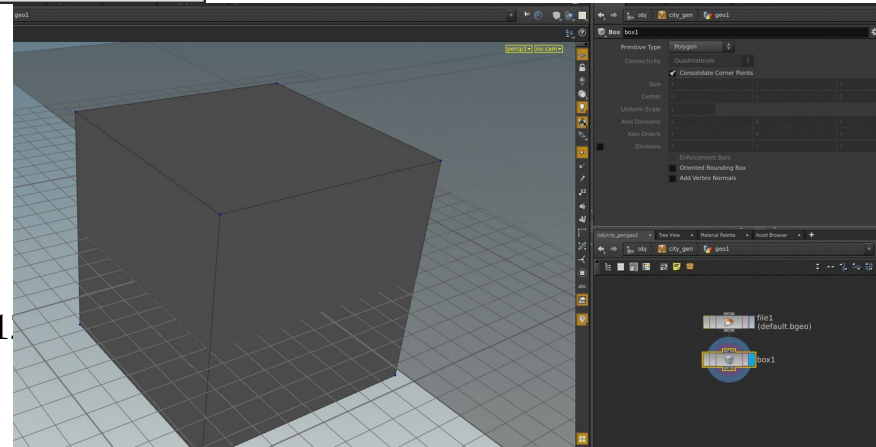 geo1
obj city_gen geo1
Box box1
persp1 no cam
Primitive Type Polygon
Connectivity Quadrilaterals
Consolidate Corner Points
Size
Center
Uniform Scale
Axis Divisions
Axis Orders
Divisions
Enforcement Bars
Oriented Bounding Box
Add Vertex Normals
/obj/city_gen/geo1 Tree View Material Palette Asset Browser
obj city_gen geo1
abc
file1
(default.bgeo)
box1